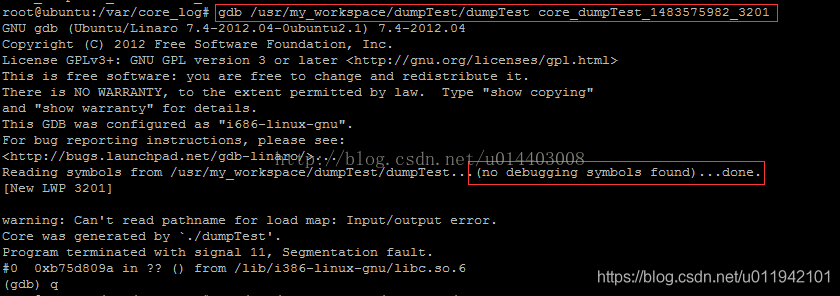 root@ubuntu:/var/core_log# gdb /usr/my_workspace/dumpTest/dumpTest core_dumpTest_1483575982_3201
GNU gdb (Ubuntu/Linaro 7.4-2012.04-0ubuntu2.1) 7.4-2012.04
Copyright (C) 2012 Free Software Foundation, Inc.
License GPLv3+: GNU GPL version 3 or later <http://gnu.org/licenses/gpl.html>
This is free software: you are free to change and redistribute it.
There is NO WARRANTY, to the extent permitted by law.  Type "show copying"
and "show warranty" for details.
This GDB was configured as "i686-linux-gnu".
For bug reporting instructions, please see:
<http://bugs.launchpad.net/gdb-linaro/>...
http://blog.csdn.net/u014403008
Reading symbols from /usr/my_workspace/dumpTest/dumpTest...(no debugging symbols found)...done.
[New LWP 3201]
warning: Can't read pathname for load map: Input/output error.
Core was generated by `./dumpTest'.
Program terminated with signal 11, Segmentation fault.
#0  0xb75d809a in ?? () from /lib/i386-linux-gnu/libc.so.6
(gdb) q
https://blog.csdn.net/u011942101